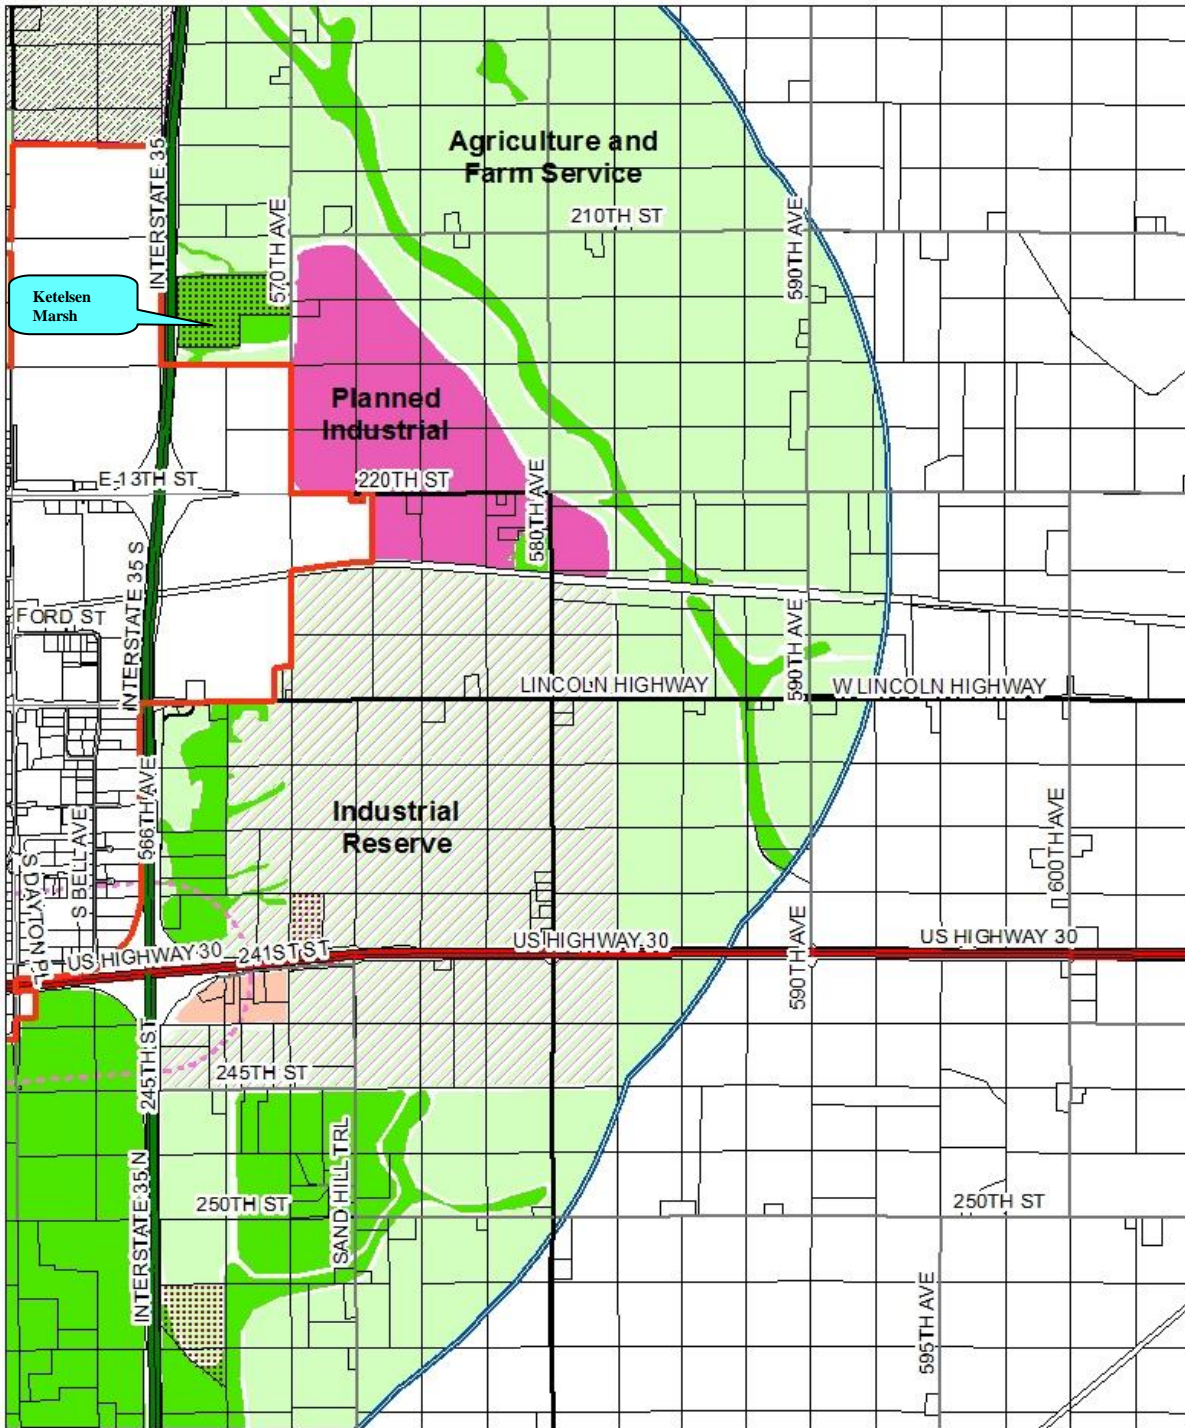 INTERSTATE 35
570TH AVE
Agriculture and
Farm Service
210TH ST
590TH AVE
Ketelsen
Marsh
Planned
Industrial
E 13TH ST
220TH ST
580TH AVE
INTERSTATE 35 S
FORD ST
590TH AVE
LINCOLN HIGHWAY
W LINCOLN HIGHWAY
566TH AVE
S BELL AVE
S DAYTON PL
Industrial
Reserve
600TH AVE
US HIGHWAY 30
241ST ST
US HIGHWAY 30
US HIGHWAY 30
590TH AVE
245TH ST
245TH ST
INTERSTATE 35 N
SAND HILL TRL
250TH ST
250TH ST
595TH AVE